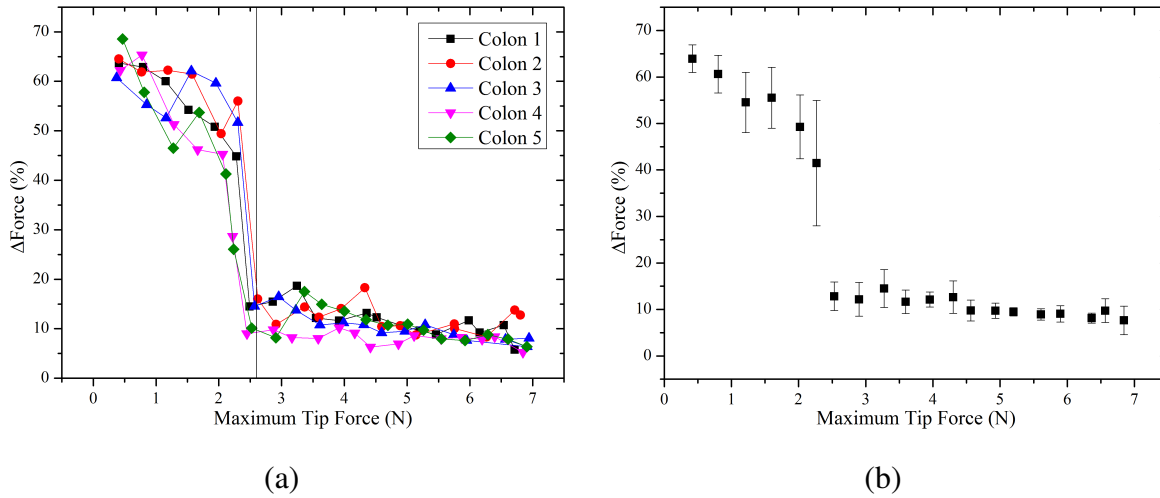 70
60
50
40
30
20
10
0
ΔForce (%)
0 1 2 3 4 5 6 7
Maximum Tip Force (N)
Colon 1
Colon 2
Colon 3
Colon 4
Colon 5
(a)
70
60
50
40
30
20
10
0
ΔForce (%)
0 1 2 3 4 5 6 7
Maximum Tip Force (N)
(b)